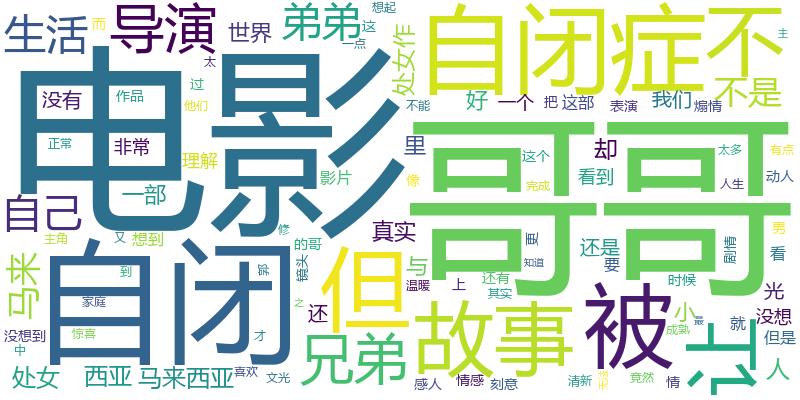 生活
导演
世界
弟弟
想起
这
一点
而
太
过
他们
处女作
自闭症
不
主
电影
没有
作品
正常
非常
理解
一部
影片
不能
好
一个
把
这部
表演
我们
煽情
不是
里
哥哥
却
看到
这个
完成
太多
有点
人生
动人
像
自己
主角
又
想到
修
的哥
镜头
真实
与
温暖
上
更
知道
还有
其实
还是
要
时候
剧情
男
看
马来
自闭
到
郭
家庭
惊喜
之
才
还
但
故事
被
小
成熟
最
让
就
光
没想
但是
人
没想到
中
处女
西亚
马来西亚
喜欢
文光
兄弟
感人
情感
刻意
清新
竟然
情